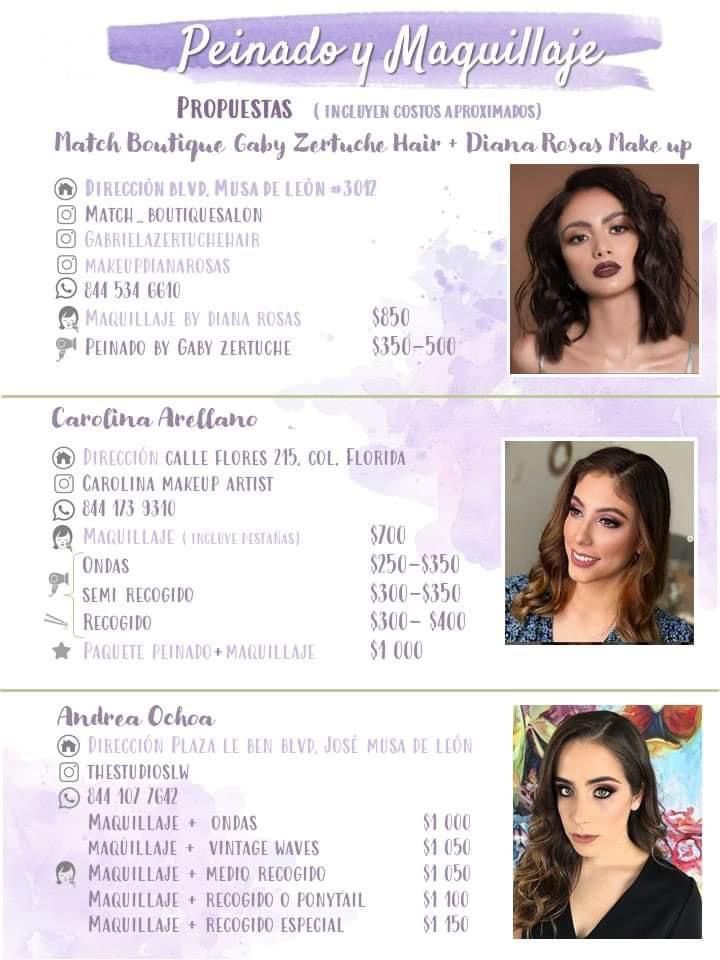 Peinado y Maquillaje
PROPUESTAS ( INCLUYEN COSTOS APROXIMADOS)
Match Boutique Gaby Zertuche Hair + Diana Rosas Make up
DIRECCIÓN BLVD. MUSA DE LEÓN #3012
MATCH_BOUTIQUESALON
GABRIELAZERTUCHEHAIR
MAKEUPDIANAROSAS
844 534 6610
MAQUILLAJE BY DIANA ROSAS $850
PEINADO BY GABY ZERTUCHE $350-500
Carolina Arellano
DIRECCIÓN CALLE FLORES 215, COL. FLORIDA
CAROLINA MAKEUP ARTIST
844 173 9310
MAQUILLAJE ( INCLUYE PESTAÑAS) $700
ONDAS $250-$350
SEMI RECOGIDO $300-$350
RECOGIDO $300- $400
PAQUETE PEINADO+MAQUILLAJE $1 000
Andrea Ochoa
DIRECCIÓN PLAZA LE BEN BLVD. JOSÉ MUSA DE LEÓN
THESTUDIOSLW
844 107 7642
MAQUILLAJE + ONDAS $1 000
MAQUILLAJE + VINTAGE WAVES $1 050
MAQUILLAJE + MEDIO RECOGIDO $1 050
MAQUILLAJE + RECOGIDO O PONYTAIL $1 100
MAQUILLAJE + RECOGIDO ESPECIAL $1 150